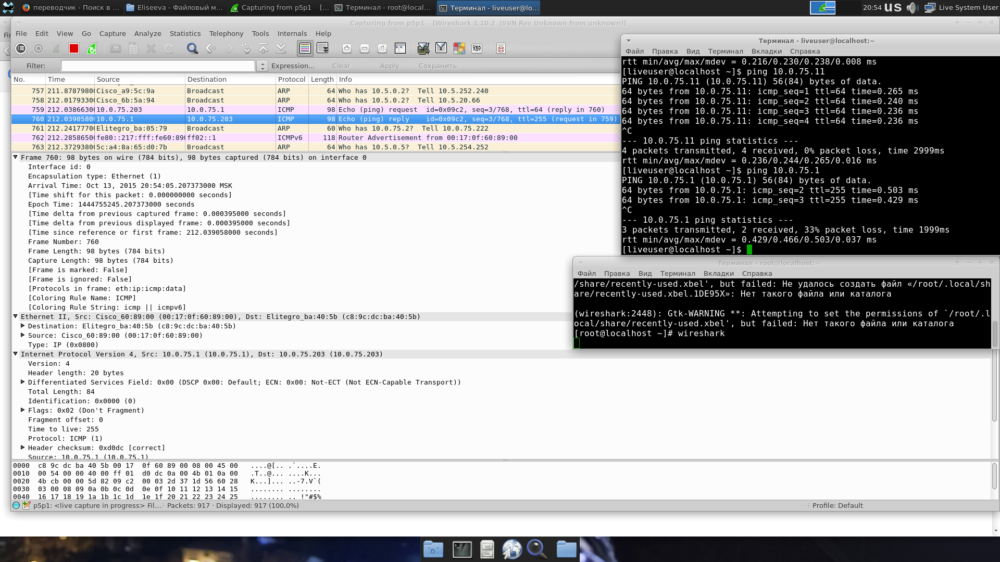 переводчик - Поиск в ...
Eliseeva - Файловый м...
Capturing from p5p1 [...
Терминал - root@local...
Терминал - liveuser@lo...
20:54 us Live System User
Capturing from p5p1 [Wireshark 1.10.2 (SVN Rev Unknown from unknown)]
File Edit View Go Capture Analyze Statistics Telephony Tools Internals Help
Filter: Expression... Clear Apply Сохранить
No. Time Source Destination Protocol Length Info
757 211.8787980( Cisco_a9:5c:9a Broadcast ARP 64 Who has 10.5.0.2? Tell 10.5.252.240
758 212.0179330( Cisco_6b:5a:94 Broadcast ARP 64 Who has 10.5.0.2? Tell 10.5.20.66
759 212.0386630( 10.0.75.203 10.0.75.1 ICMP 98 Echo (ping) request id=0x09c2, seq=3/768, ttl=64 (reply in 760)
760 212.0390580( 10.0.75.1 10.0.75.203 ICMP 98 Echo (ping) reply id=0x09c2, seq=3/768, ttl=255 (request in 759)
761 212.2417770( Elitegro_ba:05:79 Broadcast ARP 60 Who has 10.0.75.2? Tell 10.0.75.222
762 212.2858650( fe80::217:fff:fe60:890( ff02::1 ICMPv6 118 Router Advertisement from 00:17:0f:60:89:00
763 212.3729380( 5c:a4:8a:65:d0:7b Broadcast ARP 64 Who has 10.5.0.5? Tell 10.5.254.252
Frame 760: 98 bytes on wire (784 bits), 98 bytes captured (784 bits) on interface 0
Interface id: 0
Encapsulation type: Ethernet (1)
Arrival Time: Oct 13, 2015 20:54:05.207373000 MSK
[Time shift for this packet: 0.000000000 seconds]
Epoch Time: 1444755245.207373000 seconds
[Time delta from previous captured frame: 0.000395000 seconds]
[Time delta from previous displayed frame: 0.000395000 seconds]
[Time since reference or first frame: 212.039058000 seconds]
Frame Number: 760
Frame Length: 98 bytes (784 bits)
Capture Length: 98 bytes (784 bits)
[Frame is marked: False]
[Frame is ignored: False]
[Protocols in frame: eth:ip:icmp:data]
[Coloring Rule Name: ICMP]
[Coloring Rule String: icmp || icmpv6]
Ethernet II, Src: Cisco_60:89:00 (00:17:0f:60:89:00), Dst: Elitegro_ba:40:5b (c8:9c:dc:ba:40:5b)
Destination: Elitegro_ba:40:5b (c8:9c:dc:ba:40:5b)
Source: Cisco_60:89:00 (00:17:0f:60:89:00)
Type: IP (0x0800)
Internet Protocol Version 4, Src: 10.0.75.1 (10.0.75.1), Dst: 10.0.75.203 (10.0.75.203)
Version: 4
Header length: 20 bytes
Differentiated Services Field: 0x00 (DSCP 0x00: Default; ECN: 0x00: Not-ECT (Not ECN-Capable Transport))
Total Length: 84
Identification: 0x0000 (0)
Flags: 0x02 (Don't Fragment)
Fragment offset: 0
Time to live: 255
Protocol: ICMP (1)
Header checksum: 0xd0dc [correct]
Source: 10.0.75.1 (10.0.75.1)
0000 c8 9c dc ba 40 5b 00 17 0f 60 89 00 08 00 45 00 ....@[.. .`....E.
0010 00 54 00 00 40 00 ff 01 d0 dc 0a 00 4b 01 0a 00 .T..@... ....K...
0020 4b cb 00 00 5d 82 09 c2 00 03 2d 37 1d 56 60 28 K...]... ..-7.V`(
0030 03 00 08 09 0a 0b 0c 0d 0e 0f 10 11 12 13 14 15 ........ ........
0040 16 17 18 19 1a 1b 1c 1d 1e 1f 20 21 22 23 24 25 ........ .. !"#$%
p5p1: <live capture in progress> Fil... Packets: 917 · Displayed: 917 (100,0%) Profile: Default
Терминал - liveuser@localhost:~
Файл Правка Вид Терминал Вкладки Справка
rtt min/avg/max/mdev = 0.216/0.230/0.238/0.008 ms
[liveuser@localhost ~]$ ping 10.0.75.11
PING 10.0.75.11 (10.0.75.11) 56(84) bytes of data.
64 bytes from 10.0.75.11: icmp_seq=1 ttl=64 time=0.265 ms
64 bytes from 10.0.75.11: icmp_seq=2 ttl=64 time=0.240 ms
64 bytes from 10.0.75.11: icmp_seq=3 ttl=64 time=0.236 ms
64 bytes from 10.0.75.11: icmp_seq=4 ttl=64 time=0.236 ms
^C
--- 10.0.75.11 ping statistics ---
4 packets transmitted, 4 received, 0% packet loss, time 2999ms
rtt min/avg/max/mdev = 0.236/0.244/0.265/0.016 ms
[liveuser@localhost ~]$ ping 10.0.75.1
PING 10.0.75.1 (10.0.75.1) 56(84) bytes of data.
64 bytes from 10.0.75.1: icmp_seq=2 ttl=255 time=0.503 ms
64 bytes from 10.0.75.1: icmp_seq=3 ttl=255 time=0.429 ms
^C
--- 10.0.75.1 ping statistics ---
3 packets transmitted, 2 received, 33% packet loss, time 1999ms
rtt min/avg/max/mdev = 0.429/0.466/0.503/0.037 ms
[liveuser@localhost ~]$
Терминал - root@localhost:~
Файл Правка Вид Терминал Вкладки Справка
/share/recently-used.xbel', but failed: Не удалось создать файл «/root/.local/sh
are/recently-used.xbel.1DE95X»: Нет такого файла или каталога
(wireshark:2448): Gtk-WARNING **: Attempting to set the permissions of `/root/.l
ocal/share/recently-used.xbel', but failed: Нет такого файла или каталога
[root@localhost ~]# wireshark